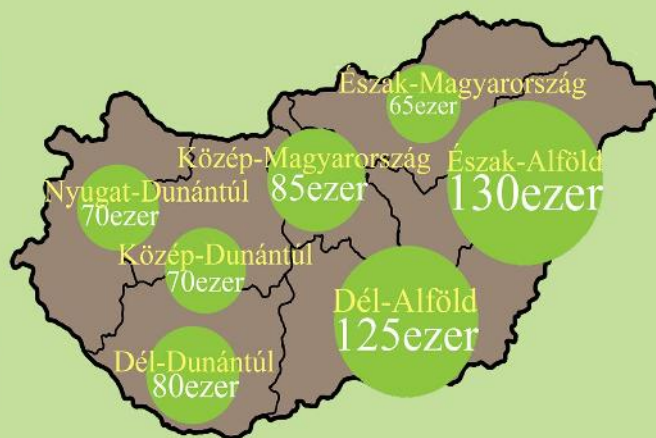 Észak-Magyarország
65ezer
Közép-Magyarország
85ezer
Észak-Alföld
130ezer
Nyugat-Dunántúl
70ezer
Közép-Dunántúl
70ezer
Dél-Alföld
125ezer
Dél-Dunántúl
80ezer